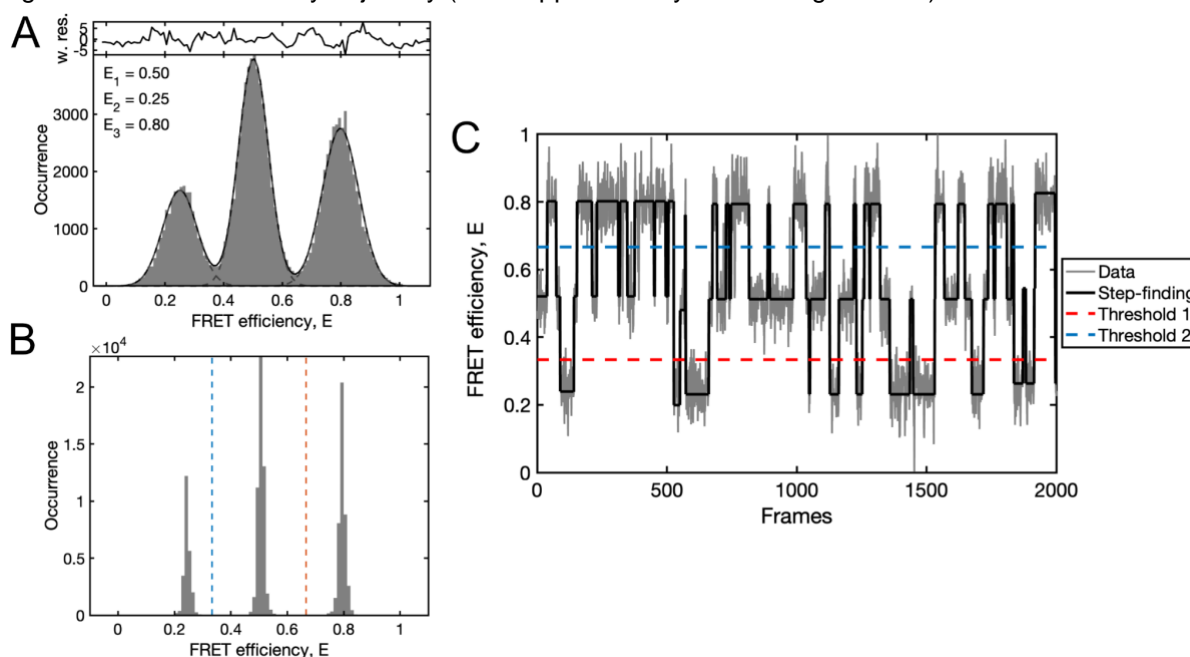 A
w. res.
5
0
-5
E1 = 0.50
E2 = 0.25
E3 = 0.80
Occurrence
3000
2000
1000
0
0 0.2 0.4 0.6 0.8 1
FRET efficiency, E
B
×10^4
Occurrence
2
1.5
1
0.5
0
0 0.2 0.4 0.6 0.8 1
FRET efficiency, E
C
FRET efficiency, E
1
0.8
0.6
0.4
0.2
0
0 500 1000 1500 2000
Frames
Data
Step-finding
Threshold 1
Threshold 2